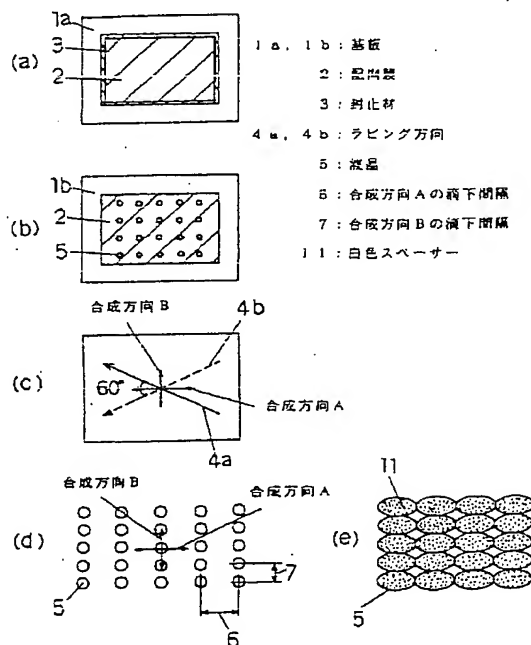 (a)
1a
3
2
1a, 1b : 基板
2 : 配向膜
3 : 封止材
4a, 4b : ラビング方向
5 : 液晶
6 : 合成方向Aの滴下間隔
7 : 合成方向Bの滴下間隔
11 : 白色スペーサー
(b)
1b
2
5
(c)
合成方向B
4b
60°
合成方向A
4a
(d)
合成方向B
合成方向A
5
7
6
(e)
11
5